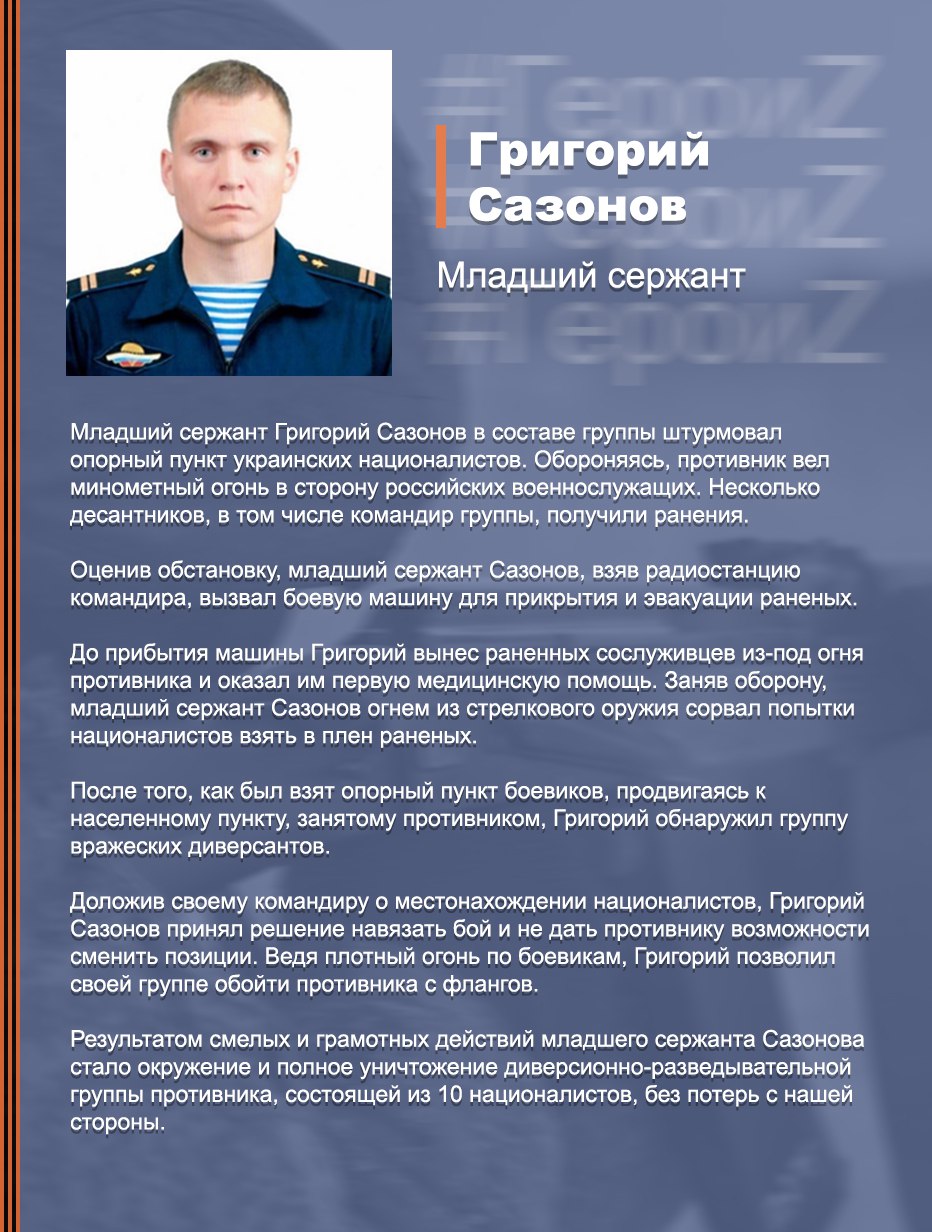 #ГероиZ
#ГероиZ
#ГероиZ
Григорий
Сазонов
Младший сержант
Младший сержант Григорий Сазонов в составе группы штурмовал
опорный пункт украинских националистов. Обороняясь, противник вел
минометный огонь в сторону российских военнослужащих. Несколько
десантников, в том числе командир группы, получили ранения.
Оценив обстановку, младший сержант Сазонов, взяв радиостанцию
командира, вызвал боевую машину для прикрытия и эвакуации раненых.
До прибытия машины Григорий вынес раненных сослуживцев из-под огня
противника и оказал им первую медицинскую помощь. Заняв оборону,
младший сержант Сазонов огнем из стрелкового оружия сорвал попытки
националистов взять в плен раненых.
После того, как был взят опорный пункт боевиков, продвигаясь к
населенному пункту, занятому противником, Григорий обнаружил группу
вражеских диверсантов.
Доложив своему командиру о местонахождении националистов, Григорий
Сазонов принял решение навязать бой и не дать противнику возможности
сменить позиции. Ведя плотный огонь по боевикам, Григорий позволил
своей группе обойти противника с флангов.
Результатом смелых и грамотных действий младшего сержанта Сазонова
стало окружение и полное уничтожение диверсионно-разведывательной
группы противника, состоящей из 10 националистов, без потерь с нашей
стороны.